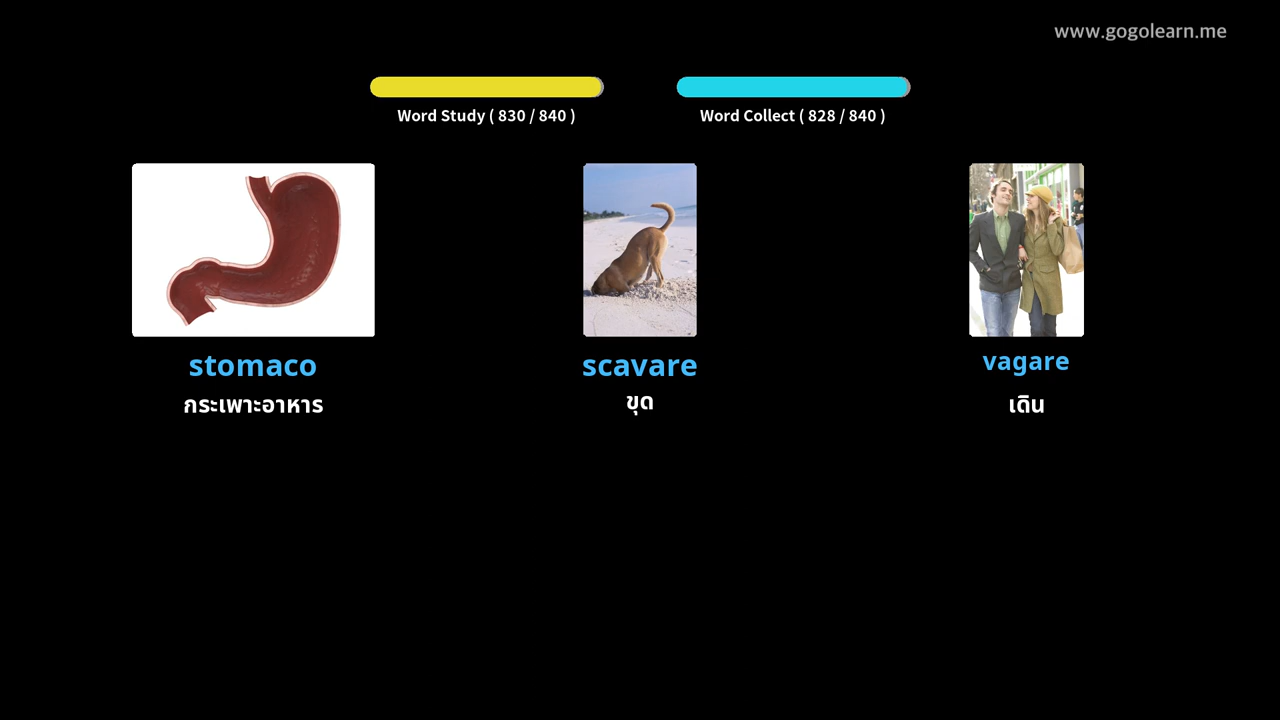 www.gogolearn.me
Word Study ( 830 / 840 )
Word Collect ( 828 / 840 )
stomaco
scavare
vagare
กระเพาะอาหาร
ขุด
เดิน